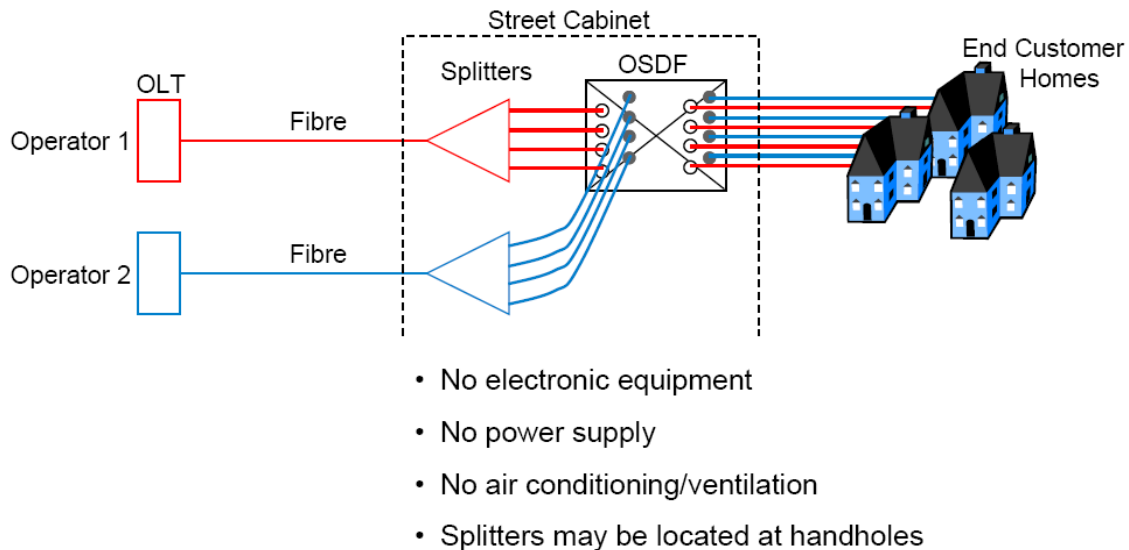 Street Cabinet
Splitters
OSDF
End Customer
Homes
OLT
Operator 1
Fibre
Operator 2
Fibre
• No electronic equipment
• No power supply
• No air conditioning/ventilation
• Splitters may be located at handholes